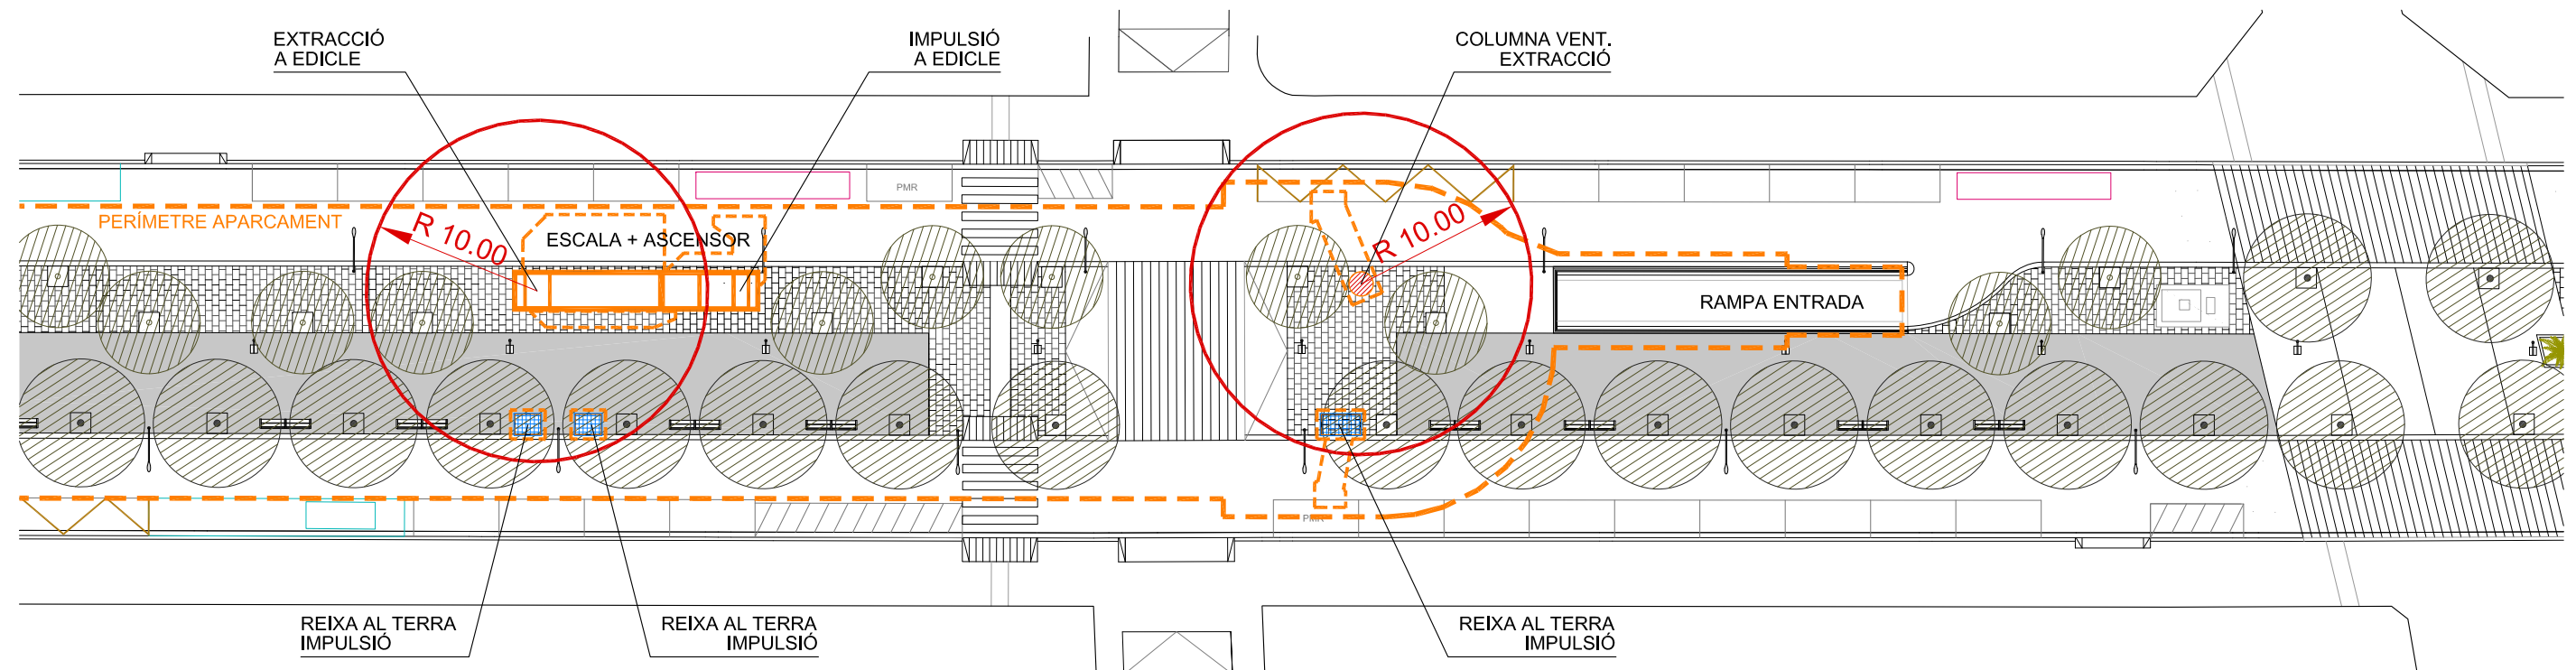 EXTRACCIÓ
A EDICLE
IMPULSIÓ
A EDICLE
COLUMNA VENT.
EXTRACCIÓ
PMR
PERÍMETRE APARCAMENT
R 10.00
ESCALA + ASCENSOR
R 10.00
RAMPA ENTRADA
PMR
REIXA AL TERRA
IMPULSIÓ
REIXA AL TERRA
IMPULSIÓ
REIXA AL TERRA
IMPULSIÓ